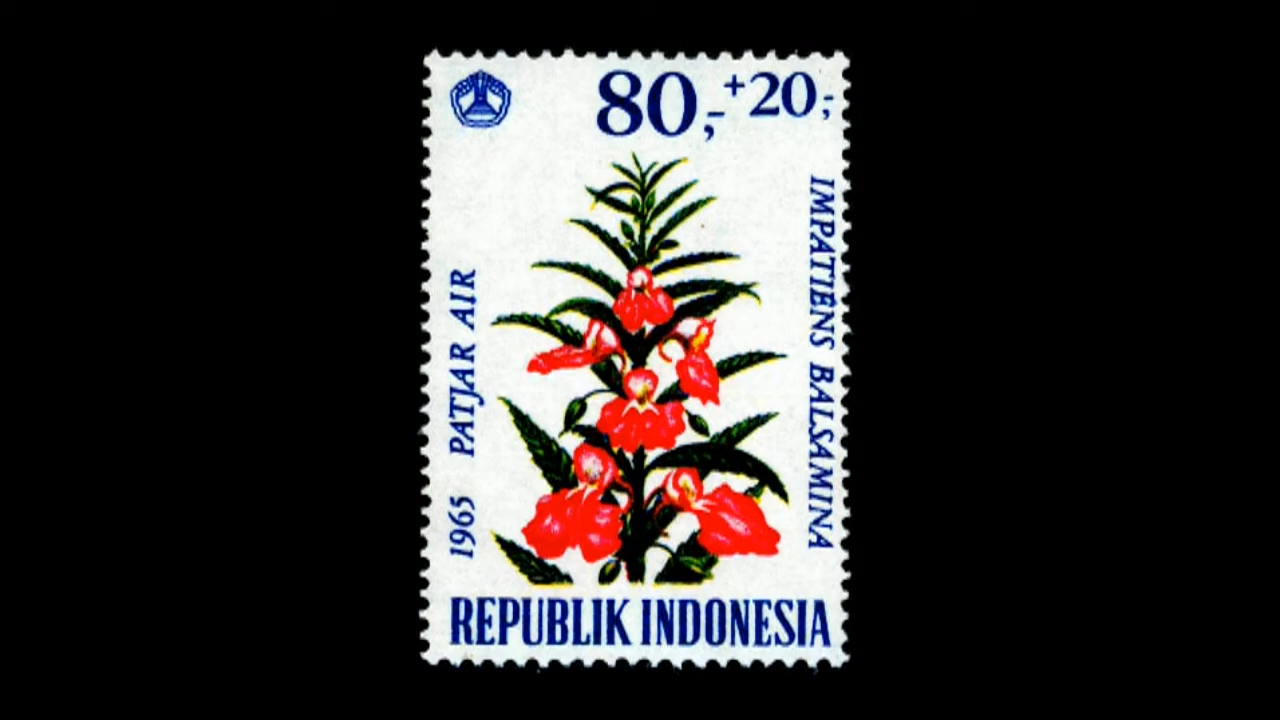 80,- +20,-
IMPATIENS BALSAMINA
1965 PATJAR AIR
REPUBLIK INDONESIA